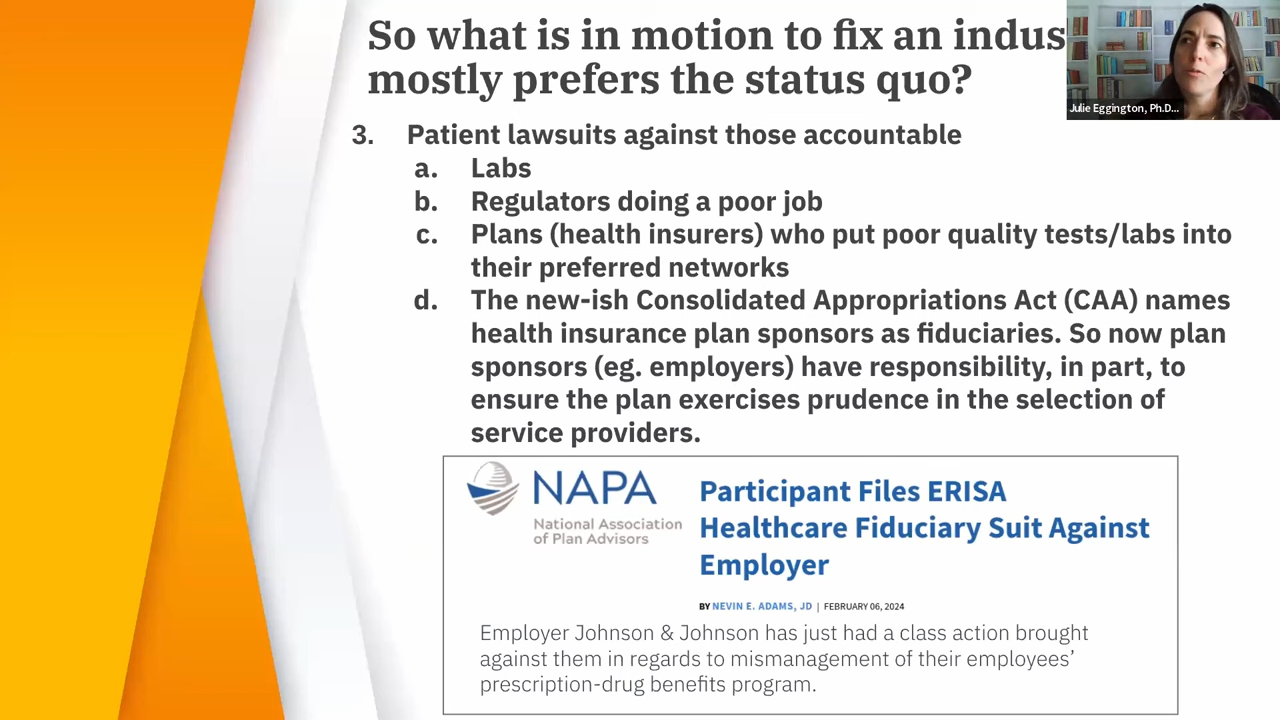 So what is in motion to fix an indus
mostly prefers the status quo?
Julie Eggington, Ph.D...
3. Patient lawsuits against those accountable
a. Labs
b. Regulators doing a poor job
c. Plans (health insurers) who put poor quality tests/labs into
their preferred networks
d. The new-ish Consolidated Appropriations Act (CAA) names
health insurance plan sponsors as fiduciaries. So now plan
sponsors (eg. employers) have responsibility, in part, to
ensure the plan exercises prudence in the selection of
service providers.
NAPA
National Association
of Plan Advisors
Participant Files ERISA
Healthcare Fiduciary Suit Against
Employer
BY NEVIN E. ADAMS, JD | FEBRUARY 06, 2024
Employer Johnson & Johnson has just had a class action brought
against them in regards to mismanagement of their employees’
prescription-drug benefits program.